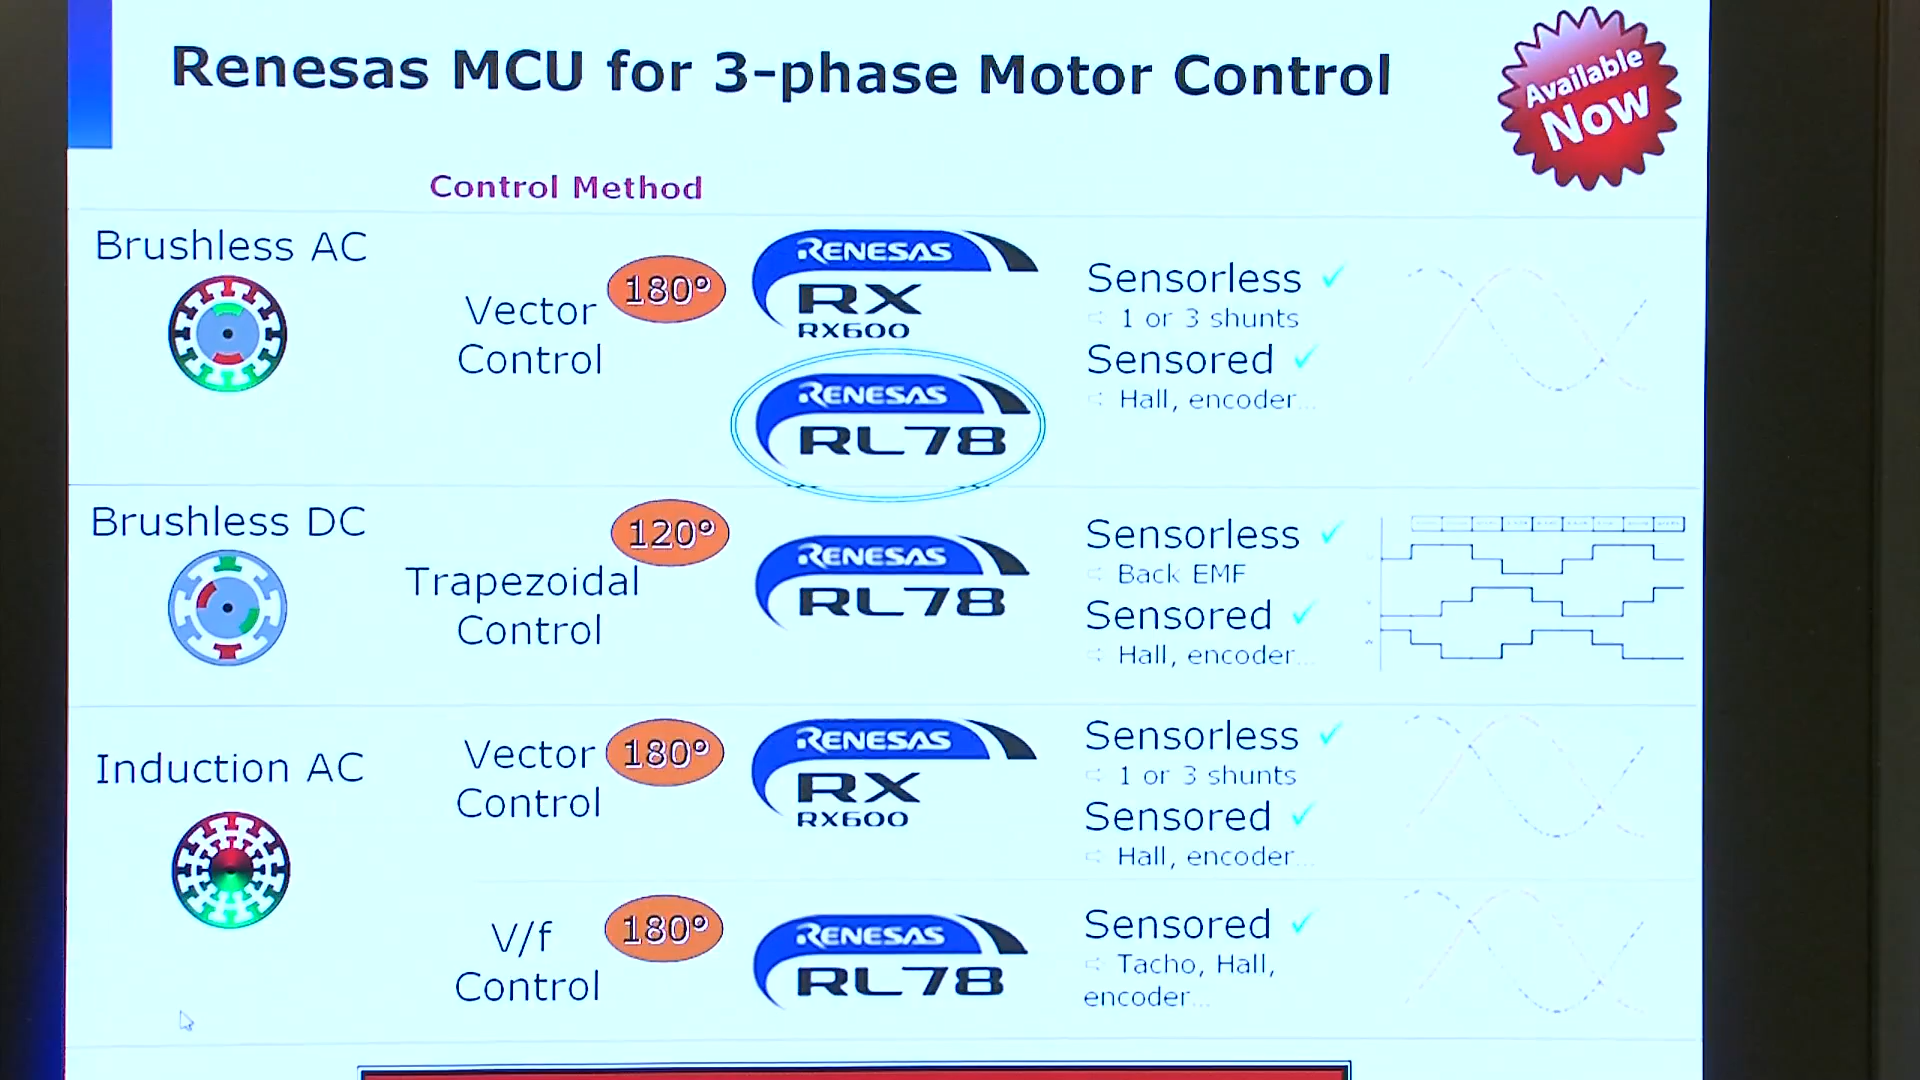 Renesas MCU for 3-phase Motor Control
Available
Now
Control Method
Brushless AC
Vector
Control
180°
RENESAS
RX
RX600
RENESAS
RL78
Sensorless ✓
1 or 3 shunts
Sensored ✓
Hall, encoder...
Brushless DC
Trapezoidal
Control
120°
RENESAS
RL78
Sensorless ✓
Back EMF
Sensored ✓
Hall, encoder...
Induction AC
Vector
Control
180°
RENESAS
RX
RX600
Sensorless ✓
1 or 3 shunts
Sensored ✓
Hall, encoder...
V/f
Control
180°
RENESAS
RL78
Sensored ✓
Tacho, Hall,
encoder...